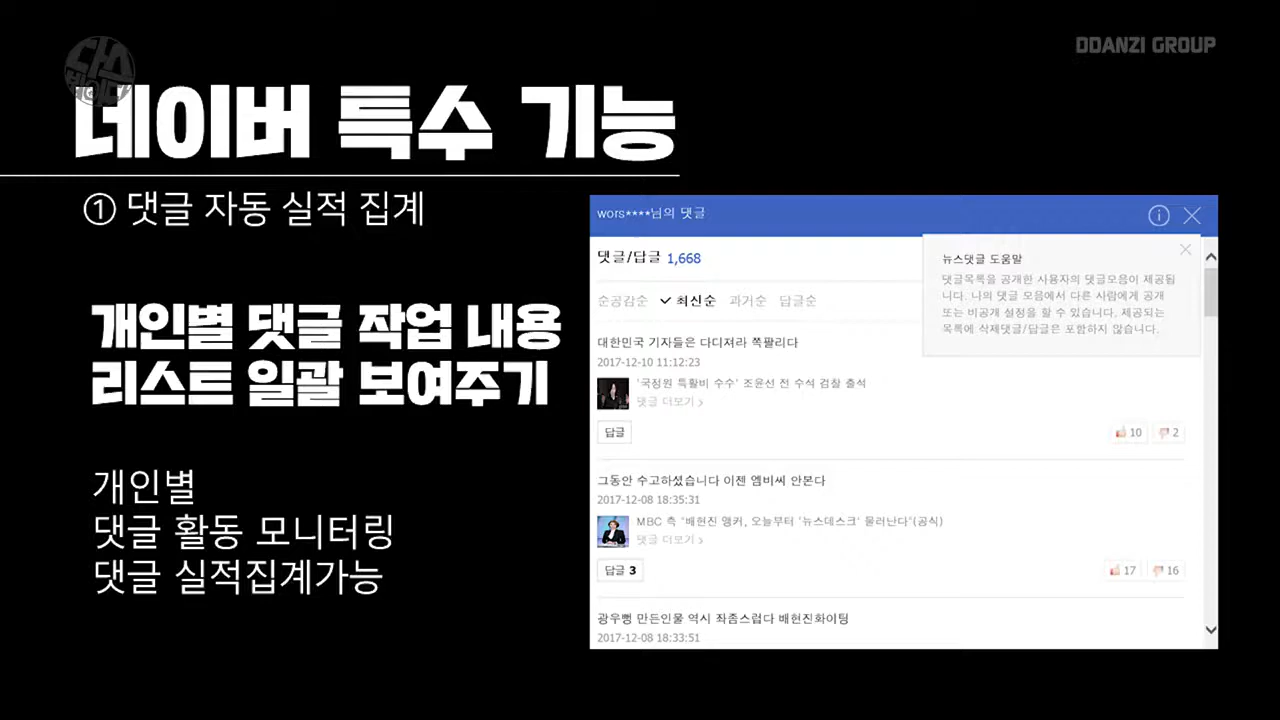 다스
뵈이다
DDANZI GROUP
네이버 특수 기능
① 댓글 자동 실적 집계
개인별 댓글 작업 내용
리스트 일괄 보여주기
개인별
댓글 활동 모니터링
댓글 실적집계가능
wors****님의 댓글
댓글/답글 1,668
순공감순 최신순 과거순 답글순
뉴스댓글 도움말
댓글목록을 공개한 사용자의 댓글모음이 제공됩
니다. 나의 댓글 모음에서 다른 사람에게 공개
또는 비공개 설정을 할 수 있습니다. 제공되는
목록에 삭제댓글/답글은 포함하지 않습니다.
대한민국 기자들은 다디져라 쪽팔리다
2017-12-10 11:12:23
'국정원 특활비 수수' 조윤선 전 수석 검찰 출석
댓글 더보기 >
답글
10 2
그동안 수고하셨습니다 이젠 엠비씨 안본다
2017-12-08 18:35:31
MBC 측 "배현진 앵커, 오늘부터 '뉴스데스크' 물러난다"(공식)
댓글 더보기 >
답글 3
17 16
광우뻥 만든인물 역시 좌좀스럽다 배현진화이팅
2017-12-08 18:33:51